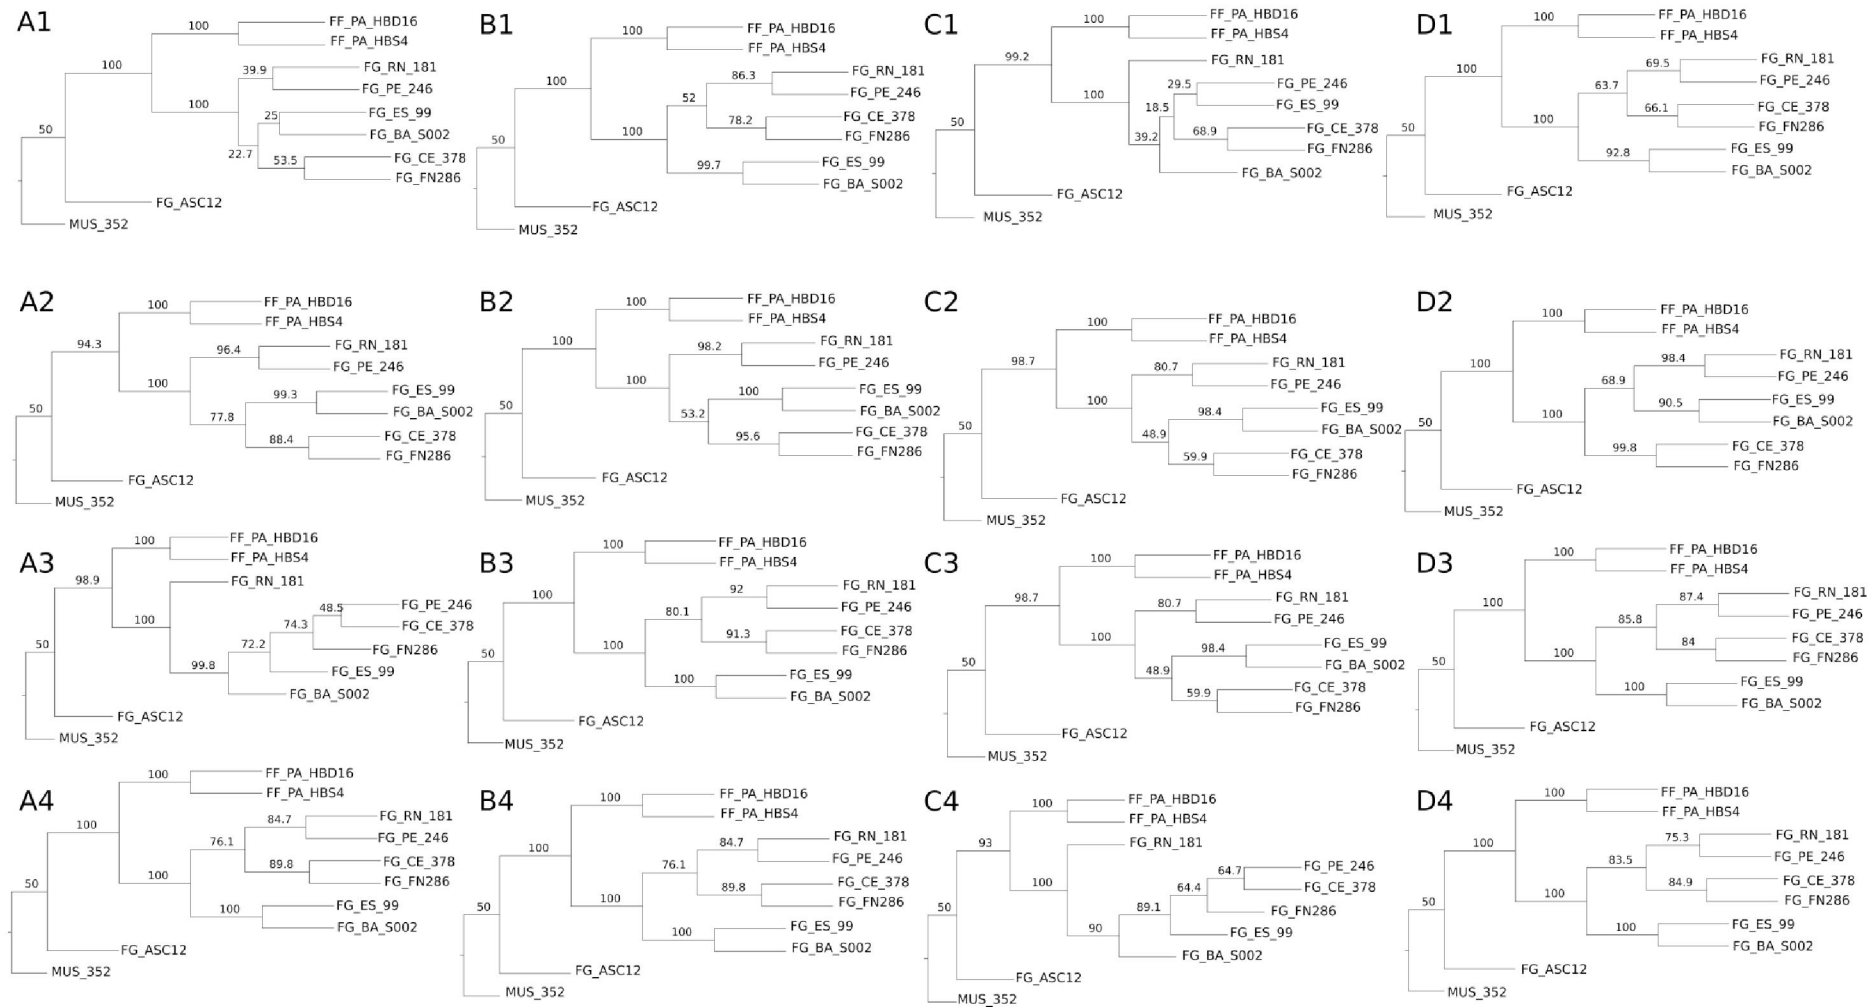 A1
100
FF_PA_HBD16
FF_PA_HBS4
100
39.9
FG_RN_181
FG_PE_246
100
25
FG_ES_99
FG_BA_S002
50
22.7
53.5
FG_CE_378
FG_FN286
FG_ASC12
MUS_352
B1
100
FF_PA_HBD16
FF_PA_HBS4
100
86.3
FG_RN_181
FG_PE_246
52
78.2
FG_CE_378
FG_FN286
100
50
99.7
FG_ES_99
FG_BA_S002
FG_ASC12
MUS_352
C1
100
FF_PA_HBD16
FF_PA_HBS4
99.2
FG_RN_181
29.5
FG_PE_246
FG_ES_99
100
18.5
50
39.2
68.9
FG_CE_378
FG_FN286
FG_BA_S002
FG_ASC12
MUS_352
D1
100
FF_PA_HBD16
FF_PA_HBS4
100
69.5
FG_RN_181
FG_PE_246
63.7
66.1
FG_CE_378
FG_FN286
100
50
92.8
FG_ES_99
FG_BA_S002
FG_ASC12
MUS_352
A2
100
FF_PA_HBD16
FF_PA_HBS4
94.3
96.4
FG_RN_181
FG_PE_246
100
99.3
FG_ES_99
FG_BA_S002
50
77.8
88.4
FG_CE_378
FG_FN286
FG_ASC12
MUS_352
B2
100
FF_PA_HBD16
FF_PA_HBS4
100
98.2
FG_RN_181
FG_PE_246
100
100
FG_ES_99
FG_BA_S002
50
53.2
95.6
FG_CE_378
FG_FN286
FG_ASC12
MUS_352
C2
100
FF_PA_HBD16
FF_PA_HBS4
98.7
80.7
FG_RN_181
FG_PE_246
100
98.4
FG_ES_99
FG_BA_S002
50
48.9
59.9
FG_CE_378
FG_FN286
FG_ASC12
MUS_352
D2
100
FF_PA_HBD16
FF_PA_HBS4
100
98.4
FG_RN_181
FG_PE_246
68.9
90.5
FG_ES_99
FG_BA_S002
100
50
99.8
FG_CE_378
FG_FN286
FG_ASC12
MUS_352
A3
100
FF_PA_HBD16
FF_PA_HBS4
98.9
FG_RN_181
48.5
FG_PE_246
FG_CE_378
100
74.3
72.2
FG_FN286
50
99.8
FG_ES_99
FG_BA_S002
FG_ASC12
MUS_352
B3
100
FF_PA_HBD16
FF_PA_HBS4
100
92
FG_RN_181
FG_PE_246
80.1
91.3
FG_CE_378
FG_FN286
100
50
100
FG_ES_99
FG_BA_S002
FG_ASC12
MUS_352
C3
100
FF_PA_HBD16
FF_PA_HBS4
98.7
80.7
FG_RN_181
FG_PE_246
100
98.4
FG_ES_99
FG_BA_S002
50
48.9
59.9
FG_CE_378
FG_FN286
FG_ASC12
MUS_352
D3
100
FF_PA_HBD16
FF_PA_HBS4
100
87.4
FG_RN_181
FG_PE_246
85.8
84
FG_CE_378
FG_FN286
100
50
100
FG_ES_99
FG_BA_S002
FG_ASC12
MUS_352
A4
100
FF_PA_HBD16
FF_PA_HBS4
100
84.7
FG_RN_181
FG_PE_246
76.1
89.8
FG_CE_378
FG_FN286
100
50
100
FG_ES_99
FG_BA_S002
FG_ASC12
MUS_352
B4
100
FF_PA_HBD16
FF_PA_HBS4
100
84.7
FG_RN_181
FG_PE_246
76.1
89.8
FG_CE_378
FG_FN286
100
50
100
FG_ES_99
FG_BA_S002
FG_ASC12
MUS_352
C4
100
FF_PA_HBD16
FF_PA_HBS4
93
FG_RN_181
64.7
FG_PE_246
FG_CE_378
100
64.4
89.1
FG_FN286
50
90
FG_ES_99
FG_BA_S002
FG_ASC12
MUS_352
D4
100
FF_PA_HBD16
FF_PA_HBS4
100
75.3
FG_RN_181
FG_PE_246
83.5
84.9
FG_CE_378
FG_FN286
100
50
100
FG_ES_99
FG_BA_S002
FG_ASC12
MUS_352